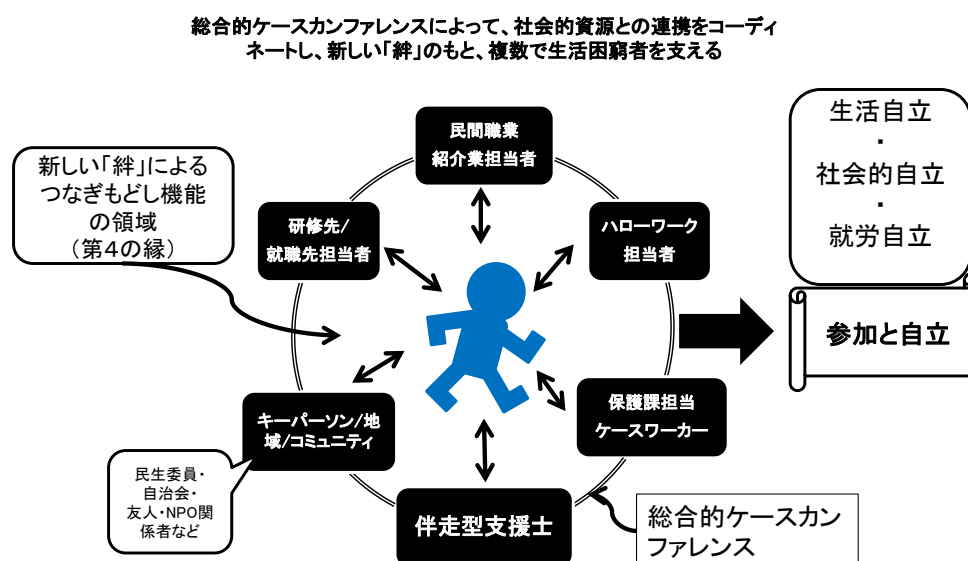 総合的ケースカンファレンスによって、社会的資源との連携をコーディ
ネートし、新しい「絆」のもと、複数で生活困窮者を支える
民間職業
紹介業担当者
新しい「絆」による
つなぎもどし機能
の領域
（第４の縁）
研修先/
就職先担当者
ハローワーク
担当者
生活自立
・
社会的自立
・
就労自立
参加と自立
キーパーソン/地
域/コミュニティ
保護課担当
ケースワーカー
民生委員・
自治会・
友人・NPO関
係者など
伴走型支援士
総合的ケースカン
ファレンス